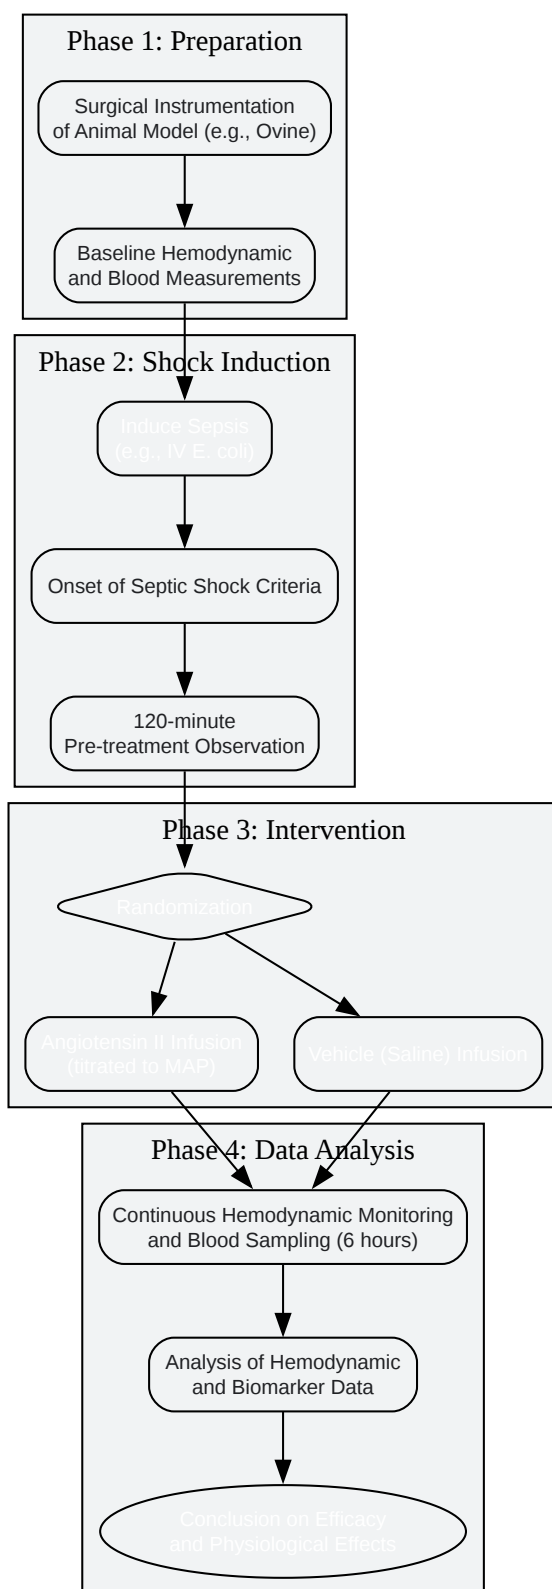 Phase 1: Preparation
Surgical Instrumentation
of Animal Model (e.g., Ovine)
Baseline Hemodynamic
and Blood Measurements
Phase 2: Shock Induction
Induce Sepsis
(e.g., IV E. coli)
Onset of Septic Shock Criteria
120-minute
Pre-treatment Observation
Phase 3: Intervention
Randomization
Angiotensin II Infusion
(titrated to MAP)
Vehicle (Saline) Infusion
Phase 4: Data Analysis
Continuous Hemodynamic Monitoring
and Blood Sampling (6 hours)
Analysis of Hemodynamic
and Biomarker Data
Conclusion on Efficacy
and Physiological Effects